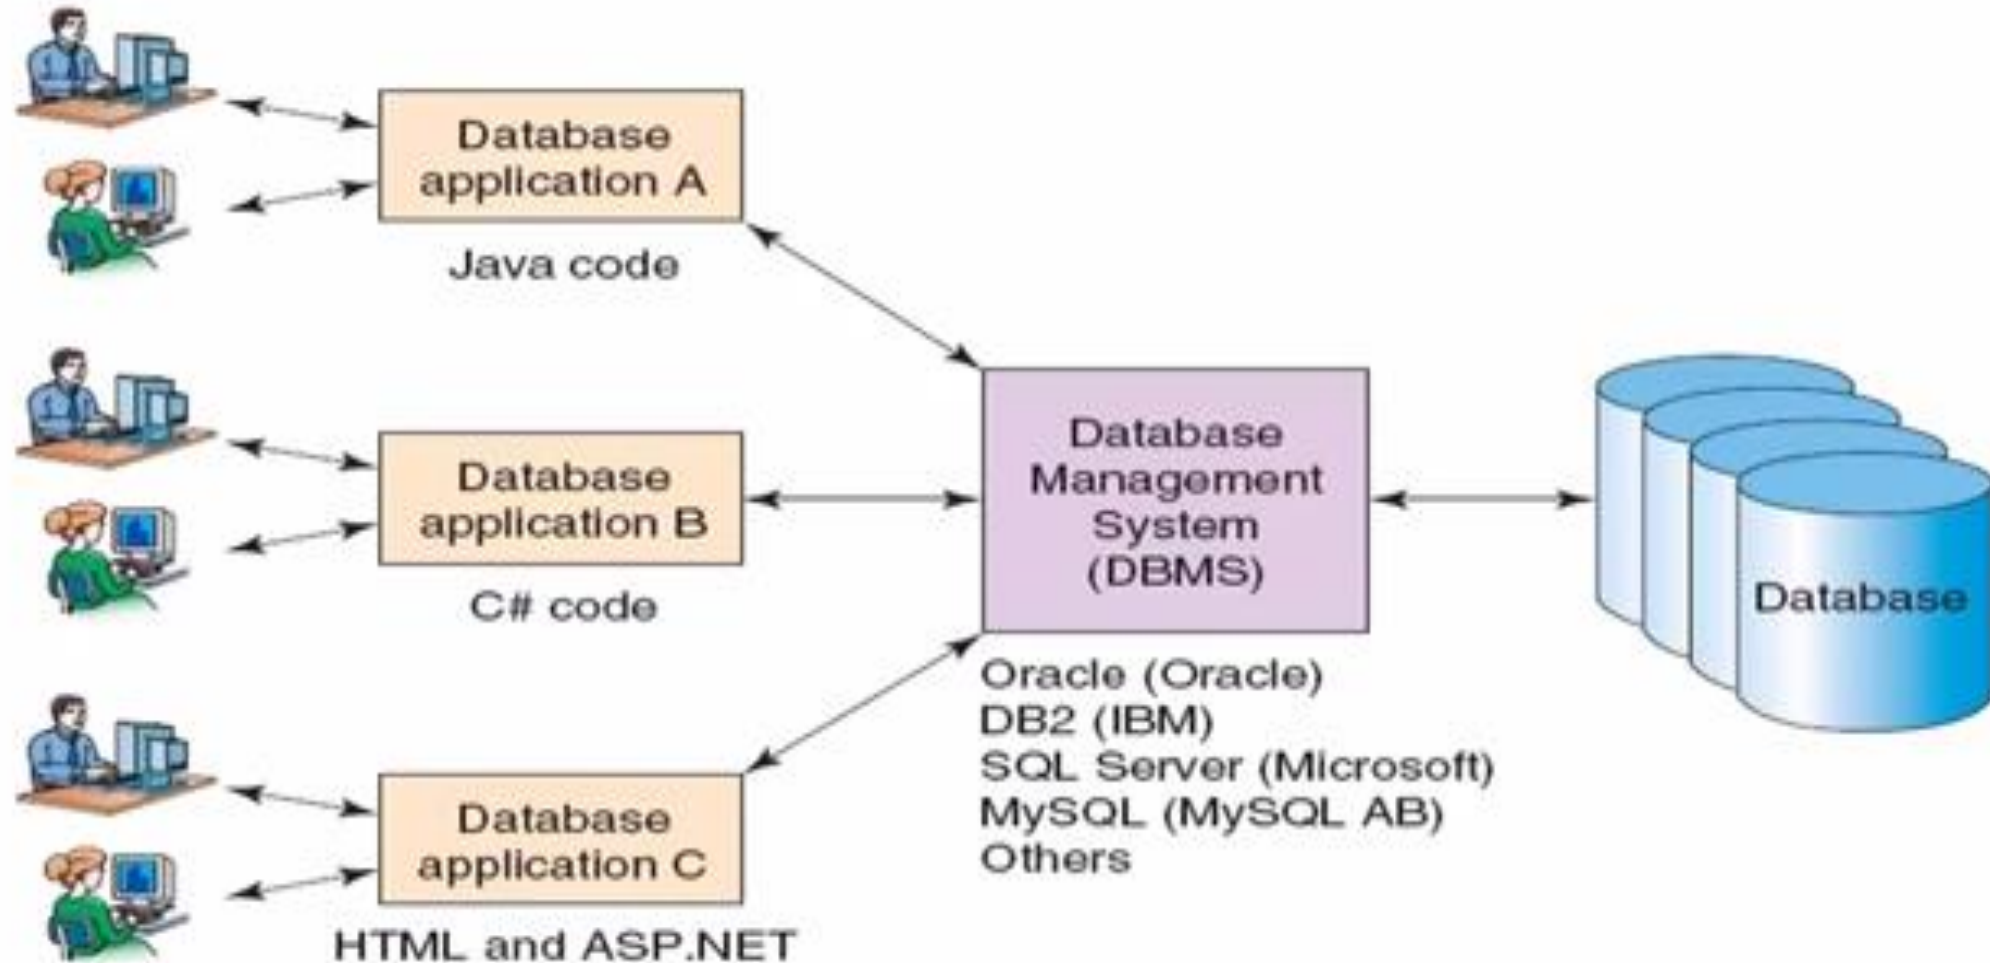 Database
application A
Java code
Database
application B
C# code
Database
application C
HTML and ASP.NET
Database
Management
System
(DBMS)
Oracle (Oracle)
DB2 (IBM)
SQL Server (Microsoft)
MySQL (MySQL AB)
Others
Database